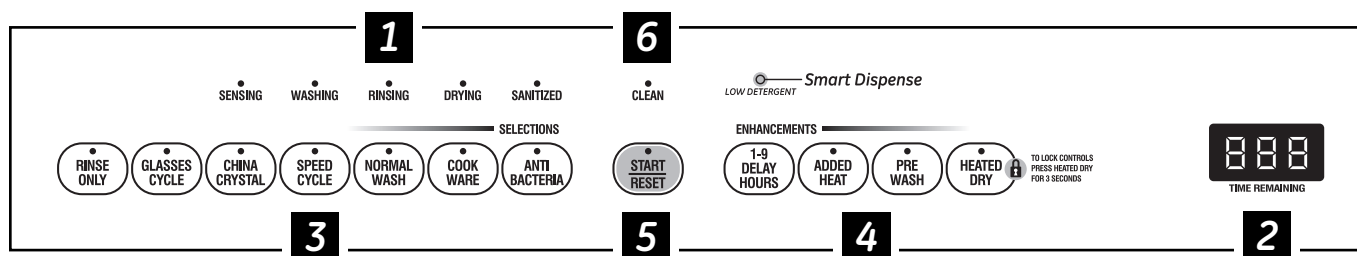 1
6
Smart Dispense
LOW DETERGENT
SENSING WASHING RINSING DRYING SANITIZED CLEAN
SELECTIONS
ENHANCEMENTS
RINSE ONLY
GLASSES CYCLE
CHINA CRYSTAL
SPEED CYCLE
NORMAL WASH
COOK WARE
ANTI BACTERIA
START RESET
1-9 DELAY HOURS
ADDED HEAT
PRE WASH
HEATED DRY
TO LOCK CONTROLS
PRESS HEATED DRY
FOR 3 SECONDS
888
TIME REMAINING
3
5
4
2